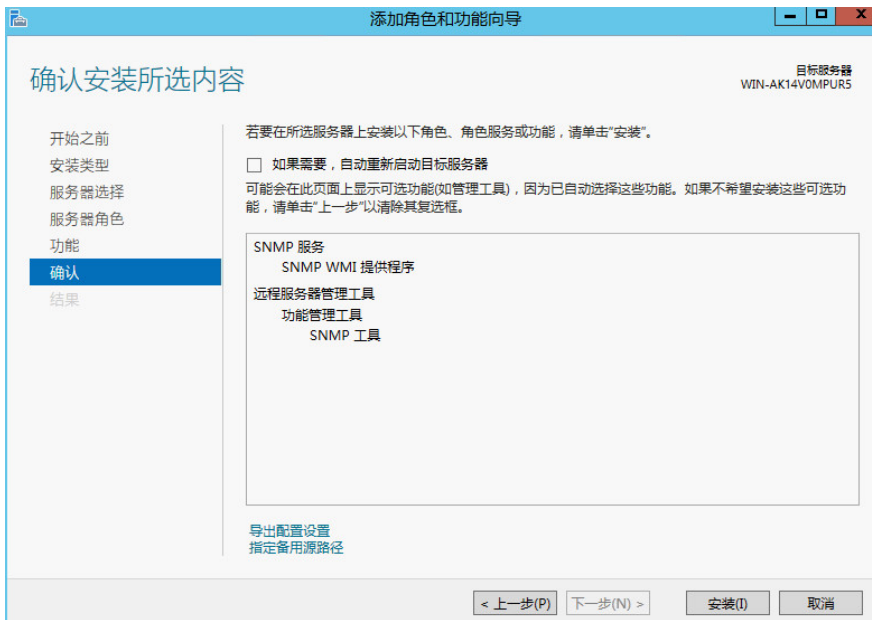 添加角色和功能向导
确认安装所选内容
目标服务器
WIN-AK14V0MPUR5
开始之前
安装类型
服务器选择
服务器角色
功能
确认
结果
若要在所选服务器上安装以下角色、角色服务或功能，请单击"安装"。
如果需要，自动重新启动目标服务器
可能会在此页面上显示可选功能(如管理工具)，因为已自动选择这些功能。如果不希望安装这些可选功
能，请单击"上一步"以清除其复选框。
SNMP 服务
SNMP WMI 提供程序
远程服务器管理工具
功能管理工具
SNMP 工具
导出配置设置
指定备用源路径
< 上一步(P)
下一步(N) >
安装(I)
取消